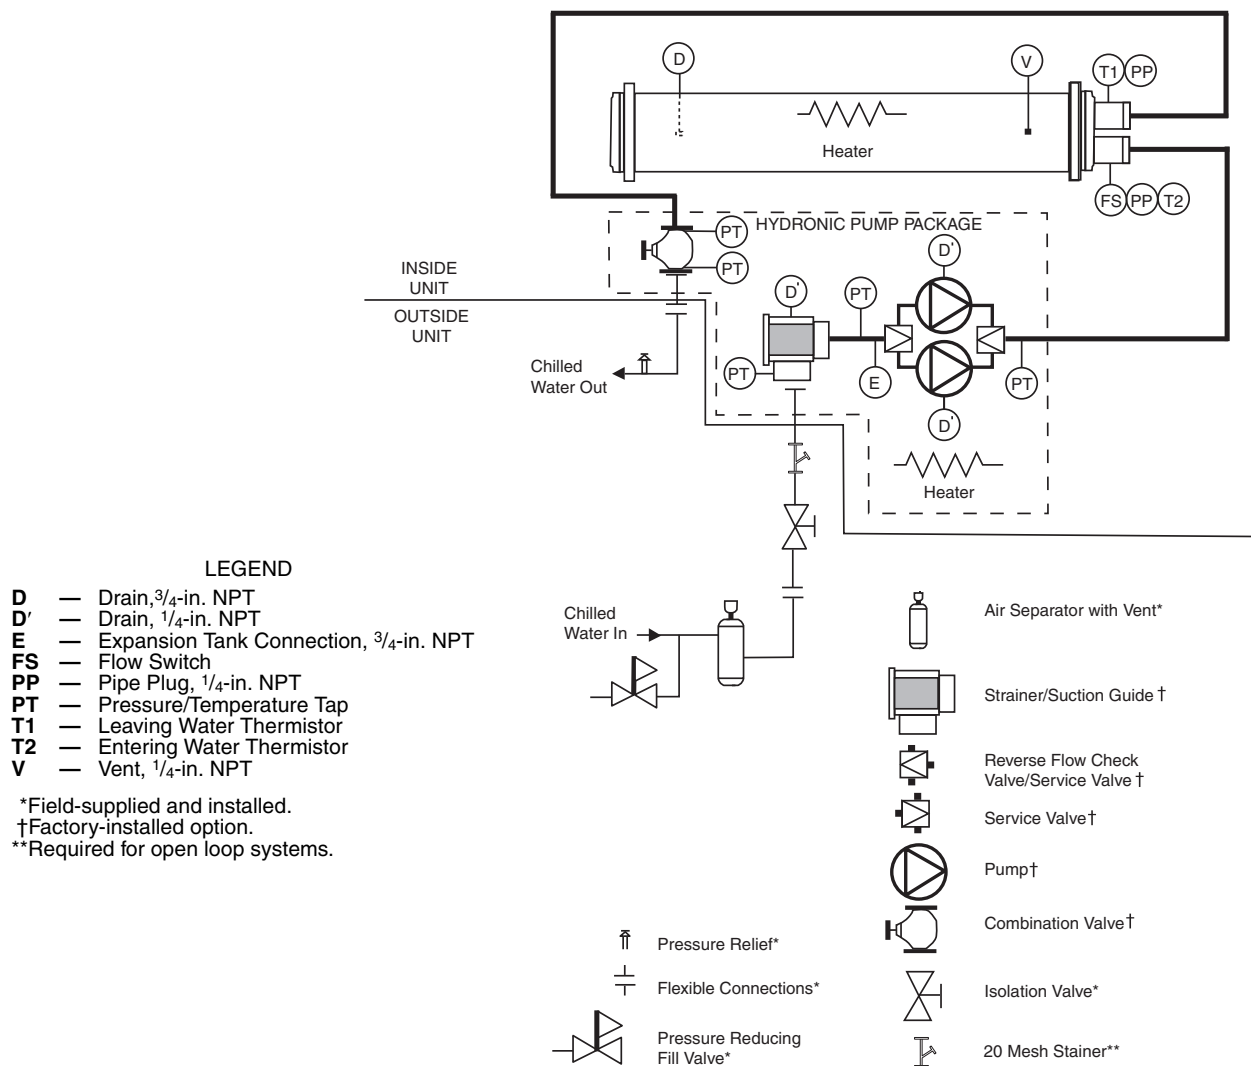 D
V
T1 PP
Heater
FS PP T2
HYDRONIC PUMP PACKAGE
PT
PT
D'
INSIDE
UNIT
OUTSIDE
UNIT
D'
PT
Chilled
Water Out
PT
E
PT
D'
Heater
Chilled
Water In
LEGEND
D — Drain,3/4-in. NPT
D′ — Drain, 1/4-in. NPT
E — Expansion Tank Connection, 3/4-in. NPT
FS — Flow Switch
PP — Pipe Plug, 1/4-in. NPT
PT — Pressure/Temperature Tap
T1 — Leaving Water Thermistor
T2 — Entering Water Thermistor
V — Vent, 1/4-in. NPT
*Field-supplied and installed.
†Factory-installed option.
**Required for open loop systems.
Pressure Relief*
Flexible Connections*
Pressure Reducing
Fill Valve*
Air Separator with Vent*
Strainer/Suction Guide †
Reverse Flow Check
Valve/Service Valve †
Service Valve†
Pump†
Combination Valve†
Isolation Valve*
20 Mesh Stainer**